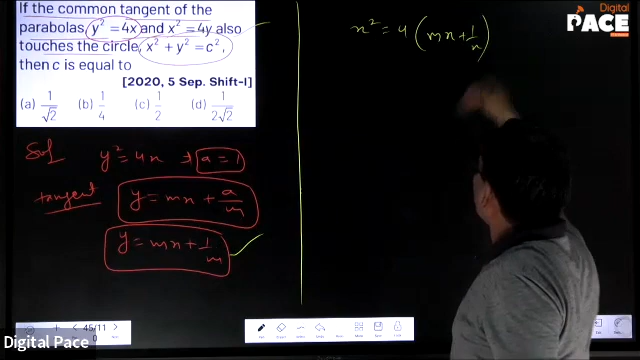 If the common tangent of the
parabolas, y² = 4x and x² = 4y also
touches the circle, x² + y² = c²,
then c is equal to
[2020, 5 Sep. Shift-I]
(a) 1/√2 (b) 1/4 (c) 1/2 (d) 1/2√2
Sol y² = 4x → a = 1
tangent y = mx + a/m
y = mx + 1/m
x² = 4 (mx + 1/m)
Digital
PACE
45/11
Digital Pace